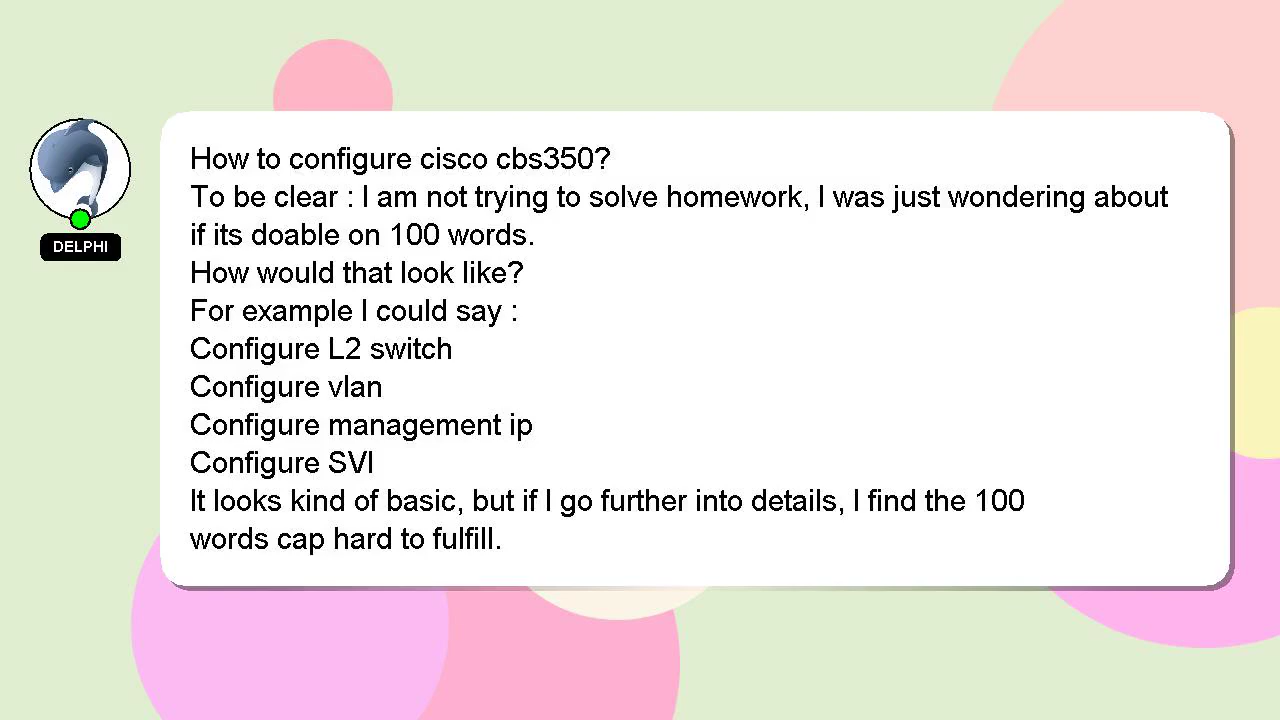 How to configure cisco cbs350?
To be clear : I am not trying to solve homework, I was just wondering about
if its doable on 100 words.
How would that look like?
For example I could say :
Configure L2 switch
Configure vlan
Configure management ip
Configure SVI
It looks kind of basic, but if I go further into details, I find the 100
words cap hard to fulfill.
DELPHI